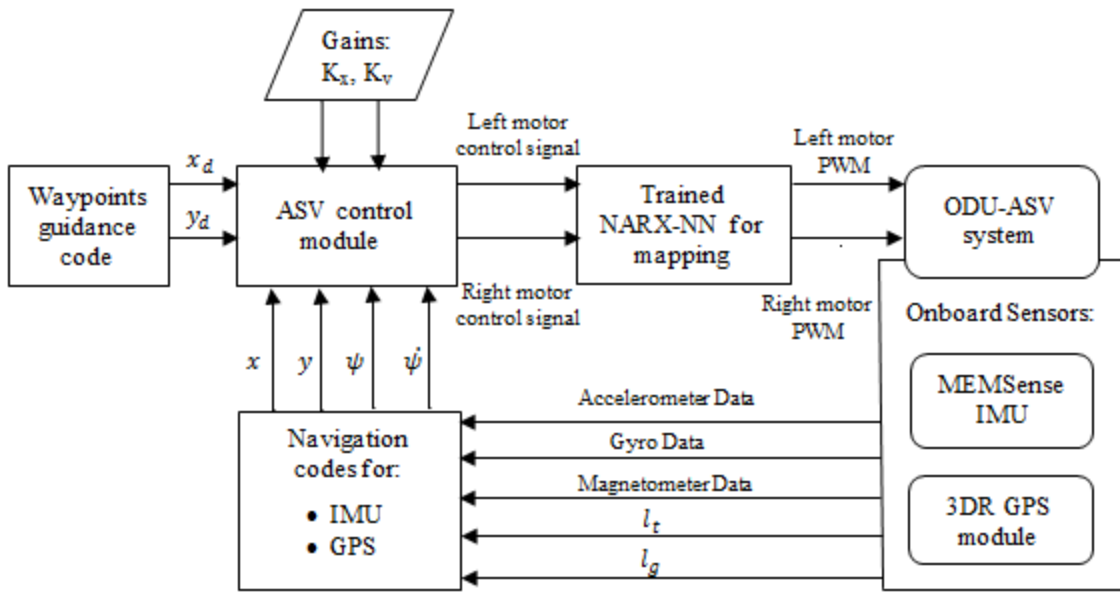 Gains:
Kx, Kv
Left motor
control signal
Left motor
PWM
xd
yd
Waypoints
guidance
code
ASV control
module
Trained
NARX-NN for
mapping
ODU-ASV
system
Right motor
control signal
Right motor
PWM
Onboard Sensors:
x
y
ψ
ψ̇
MEMSense
IMU
Accelerometer Data
Gyro Data
Magnetometer Data
lt
lg
Navigation
codes for:
• IMU
• GPS
3DR GPS
module